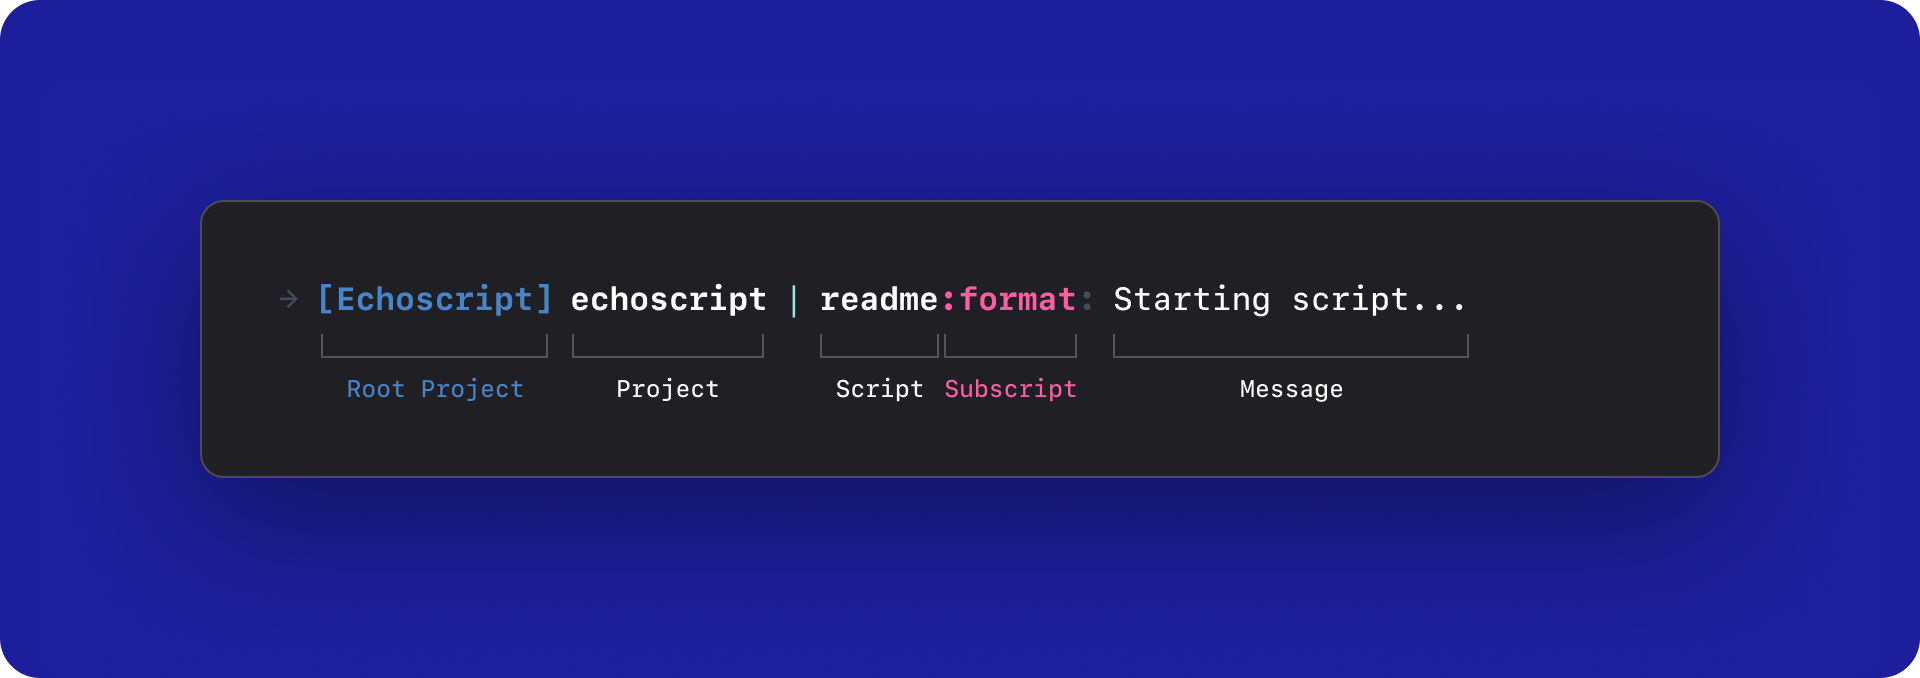 → [Echoscript] echoscript | readme:format: Starting script...
Root Project Project Script Subscript Message